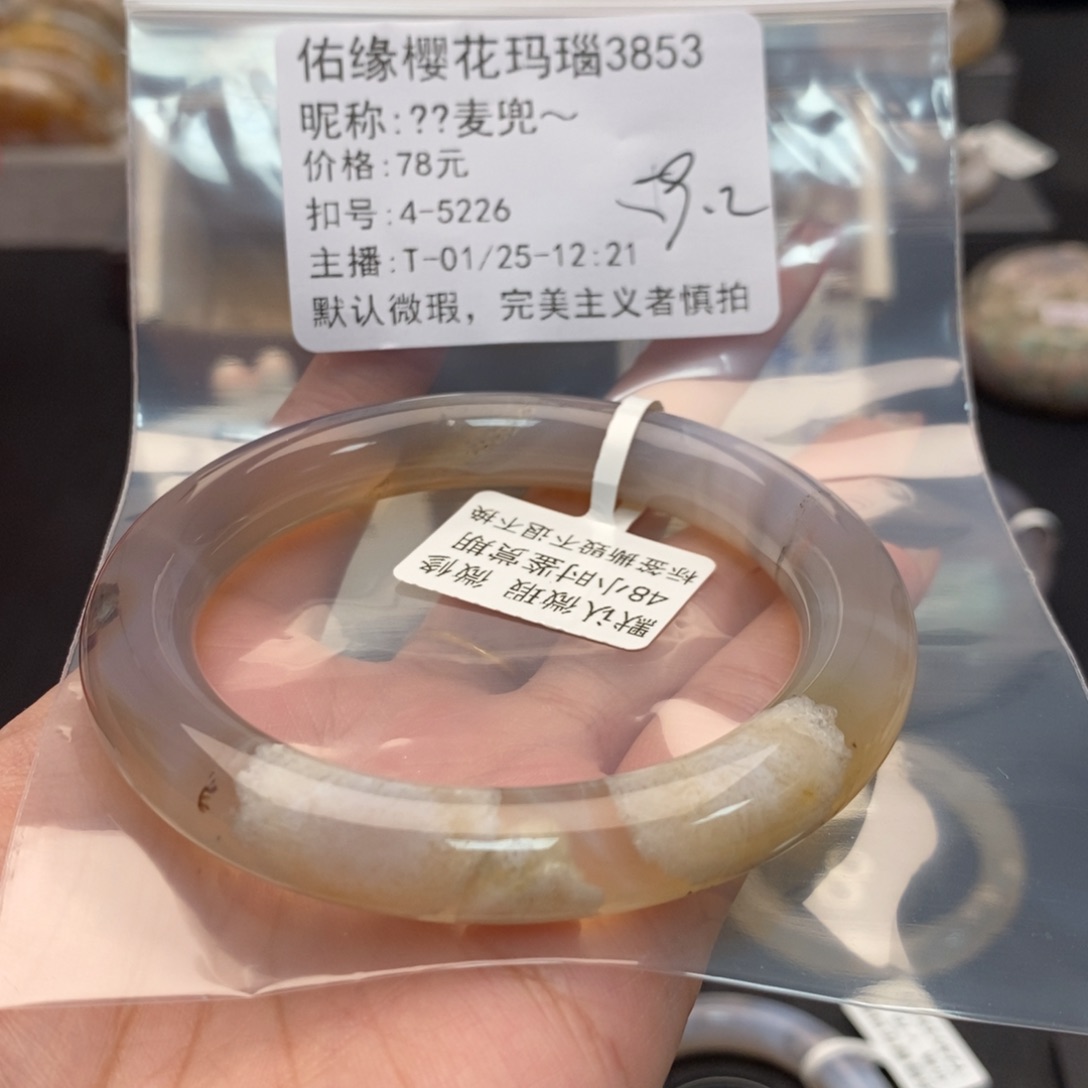 佑缘樱花玛瑙3853
昵称:??麦兜～
价格:78元
扣号:4-5226
主播:T-01/25-12:21
默认微瑕，完美主义者慎拍
默认微瑕 微修
48小时鉴赏期
标签撕毁不退不换